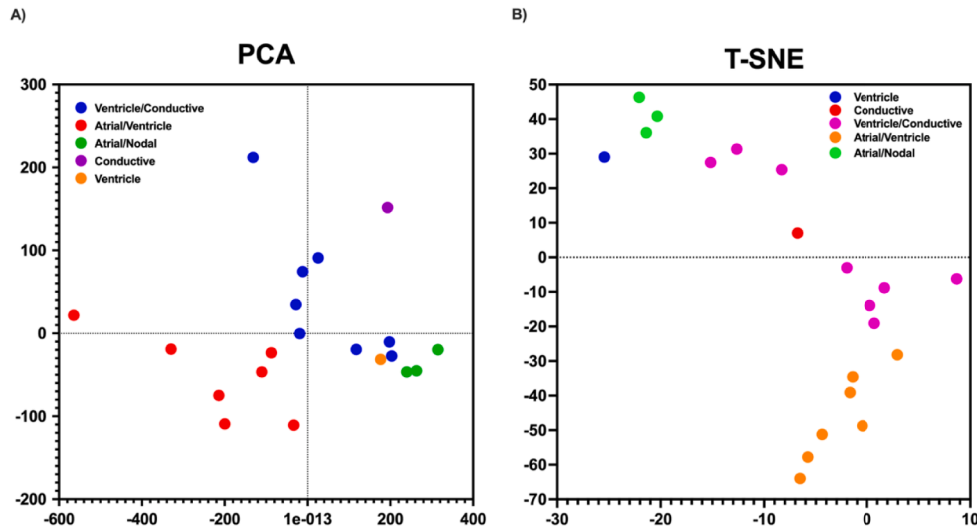 A)
PCA
300
200
100
0
-100
-200
-600
-400
-200
1e-013
200
400
Ventricle/Conductive
Atrial/Ventricle
Atrial/Nodal
Conductive
Ventricle
B)
T-SNE
50
40
30
20
10
0
-10
-20
-30
-40
-50
-60
-70
-30
-20
-10
0
10
Ventricle
Conductive
Ventricle/Conductive
Atrial/Ventricle
Atrial/Nodal